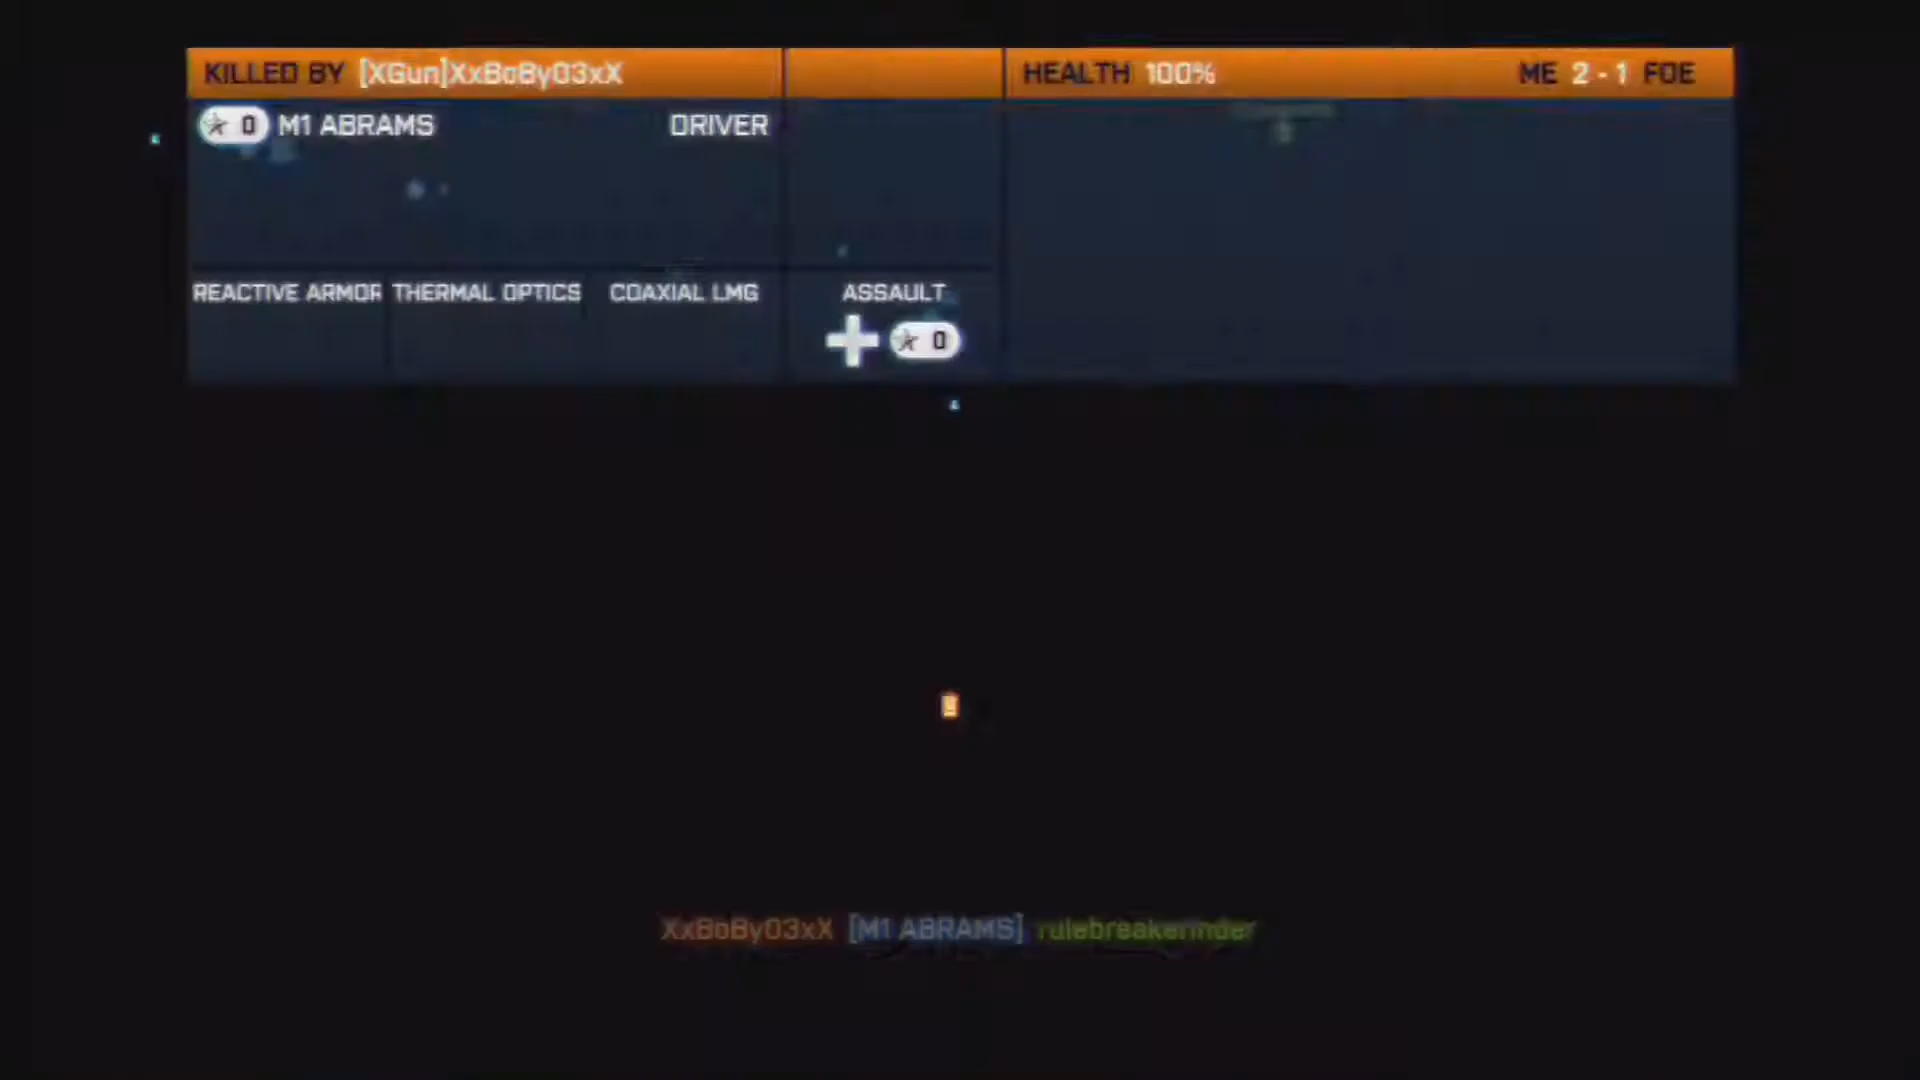 KILLED BY [XGun]XxBoBy03xX HEALTH 100% ME 2 - 1 FOE
0 M1 ABRAMS DRIVER
REACTIVE ARMOR THERMAL OPTICS COAXIAL LMG ASSAULT
0
XxBoBy03xX [M1 ABRAMS] rulebreakerinder